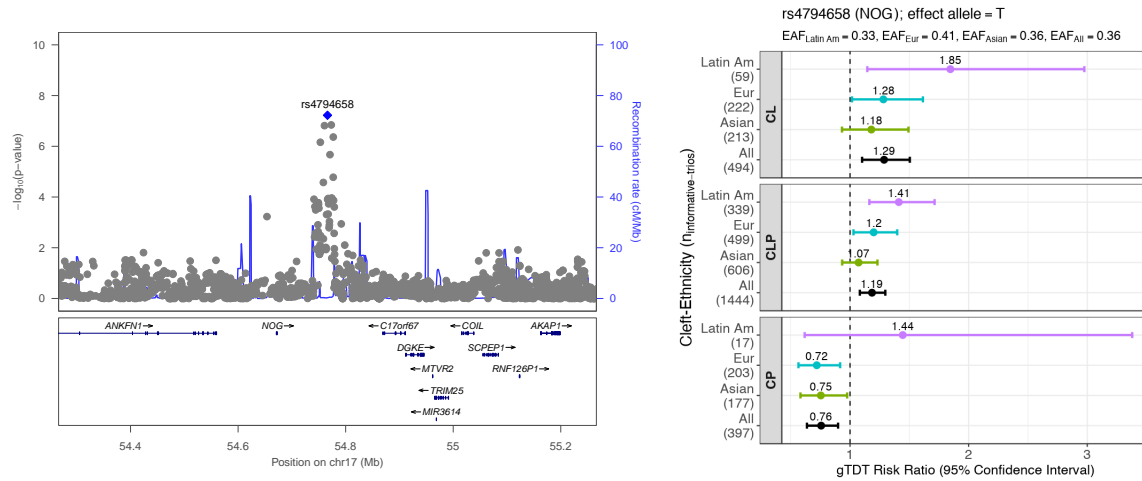 10
8
6
4
2
0
−log10(p−value)
rs4794658
100
80
60
40
20
0
Recombination rate (cM/Mb)
ANKFN1
NOG
C17orf67
COIL
AKAP1
DGKE
SCPEP1
MTVR2
RNF126P1
TRIM25
MIR3614
54.4
54.6
54.8
55
55.2
Position on chr17 (Mb)
rs4794658 (NOG); effect allele = T
EAFLatin Am = 0.33, EAFEur = 0.41, EAFAsian = 0.36, EAFAll = 0.36
Cleft-Ethnicity (nInformative−trios)
Latin Am
(59)
1.85
Eur
(222)
1.28
Asian
(213)
1.18
All
(494)
1.29
CL
Latin Am
(339)
1.41
Eur
(499)
1.2
Asian
(606)
.07
All
(1444)
1.19
CLP
Latin Am
(17)
1.44
Eur
(203)
0.72
Asian
(177)
0.75
All
(397)
0.76
CP
1
2
3
gTDT Risk Ratio (95% Confidence Interval)